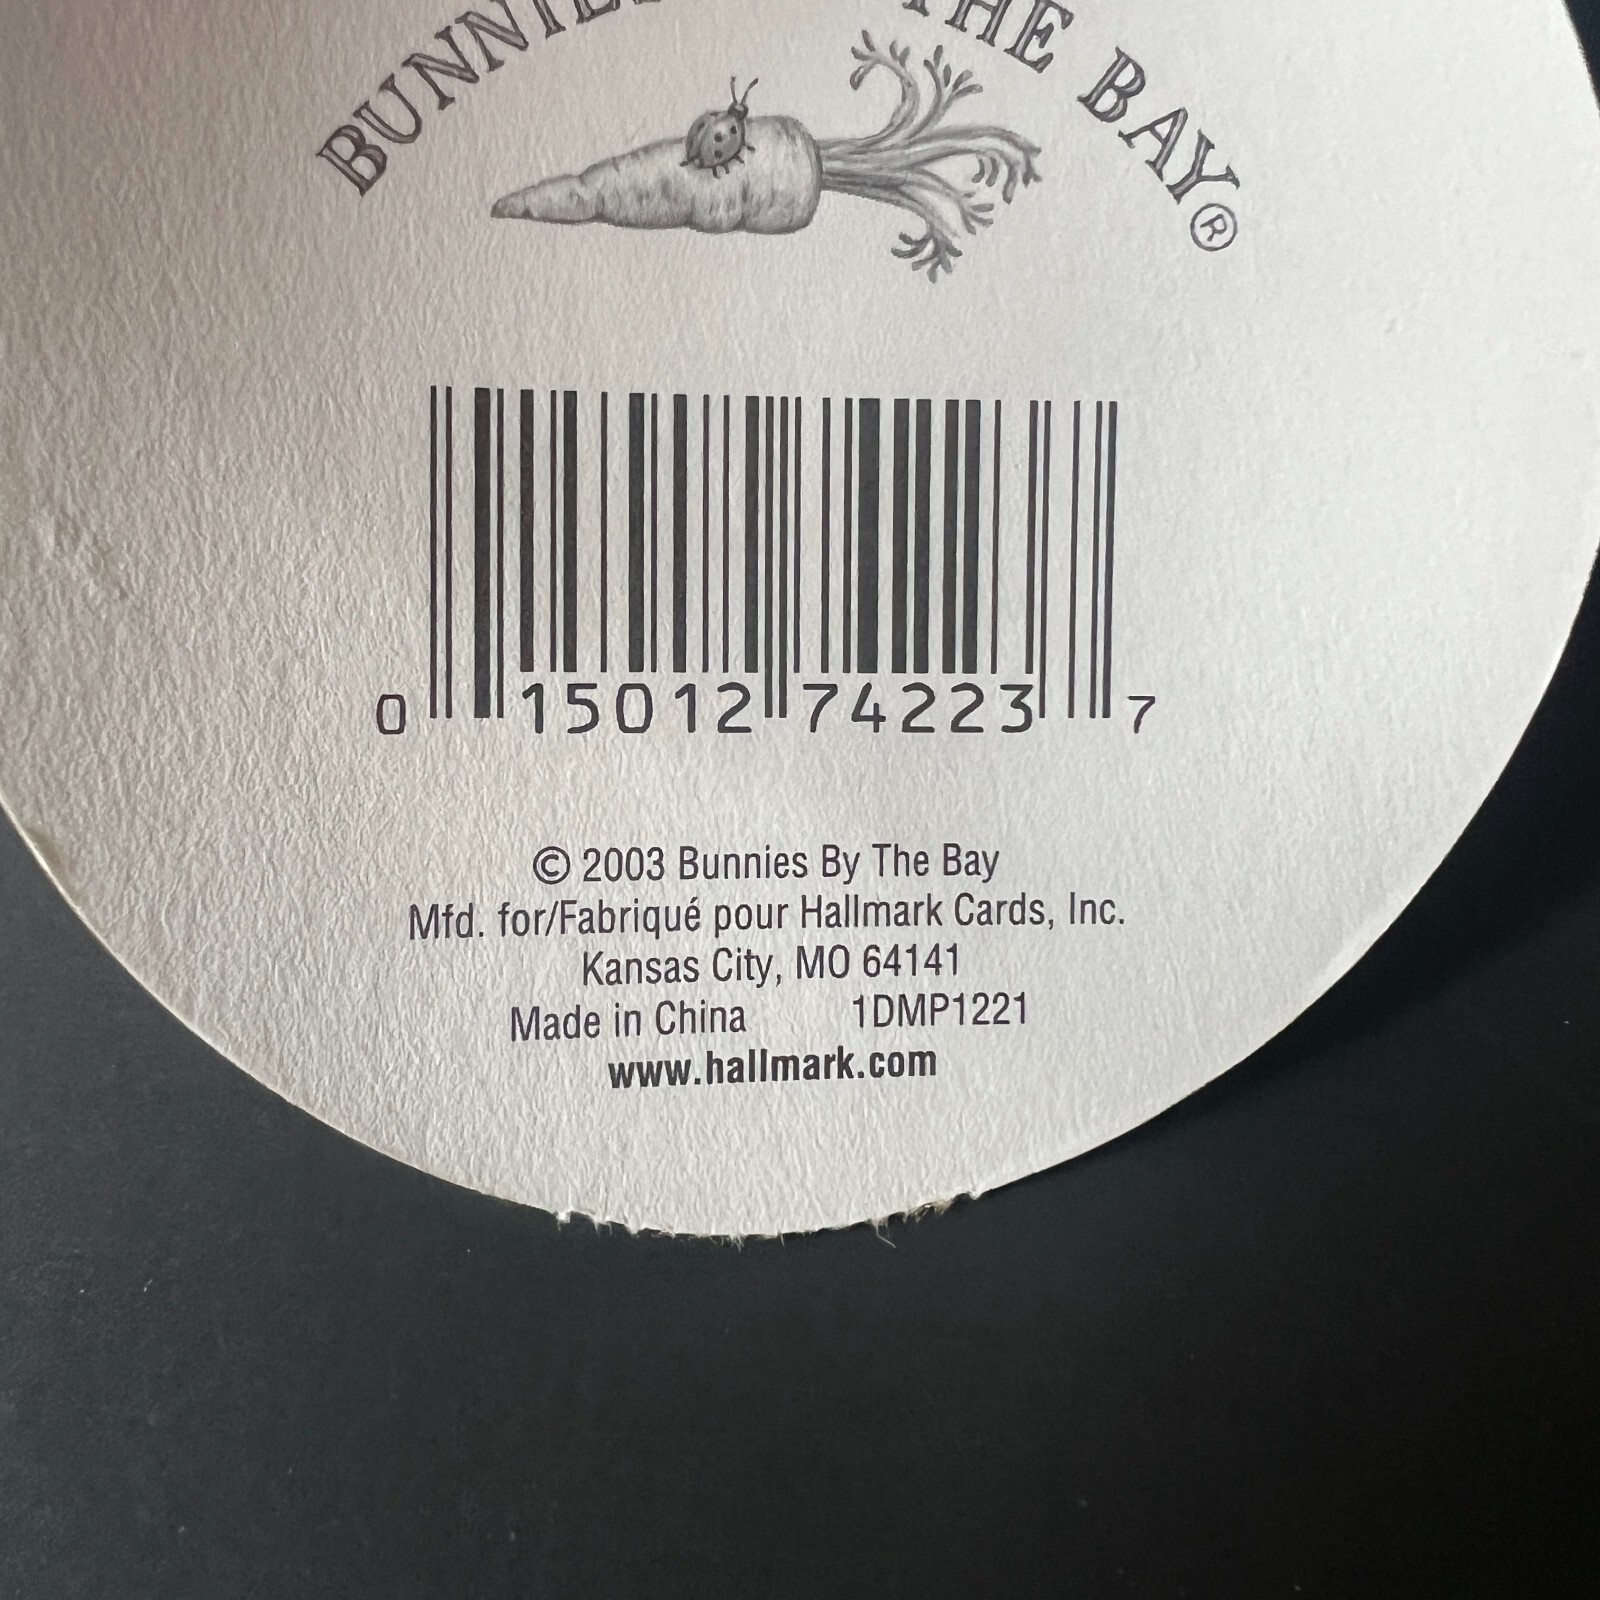 BUNNIES THE BAY®
0 15012 74223 7
© 2003 Bunnies By The Bay
Mfd. for/Fabriqué pour Hallmark Cards, Inc.
Kansas City, MO 64141
Made in China 1DMP1221
www.hallmark.com